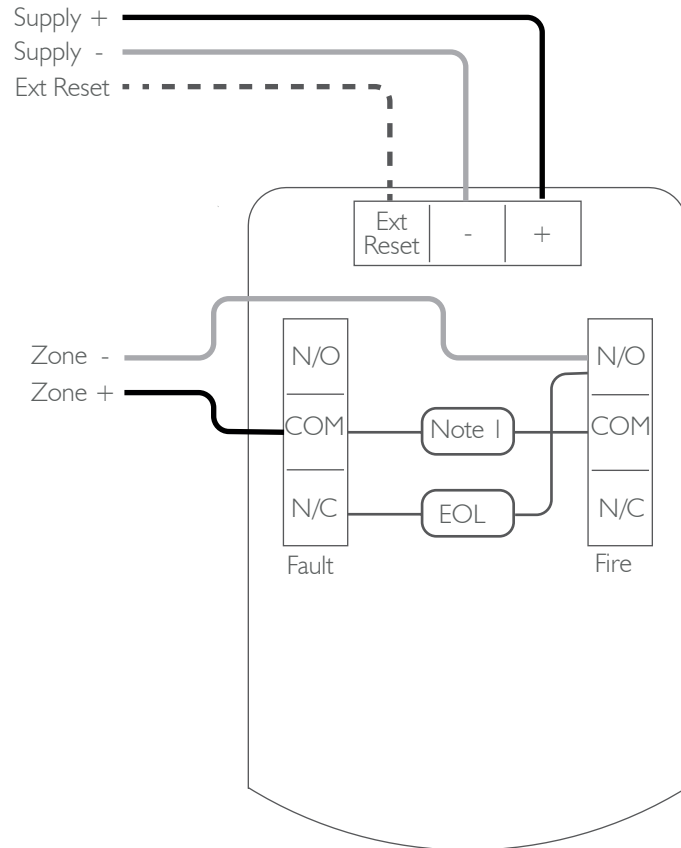 Supply +
Supply -
Ext Reset
Ext
Reset
-
+
Zone -
Zone +
N/O
COM
N/C
Fault
Note 1
EOL
N/O
COM
N/C
Fire